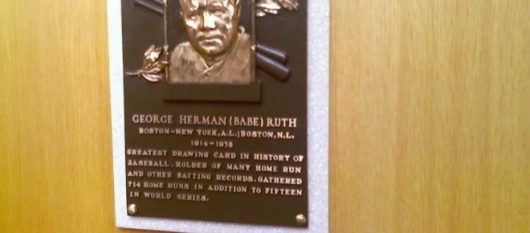 GEORGE HERMAN (BABE) RUTH
BOSTON-NEW YORK, A.L.; BOSTON, N.L.
1914-1935
GREATEST DRAWING CARD IN HISTORY OF
BASEBALL. HOLDER OF MANY HOME RUN
AND OTHER BATTING RECORDS. GATHERED
714 HOME RUNS IN ADDITION TO FIFTEEN
IN WORLD SERIES.